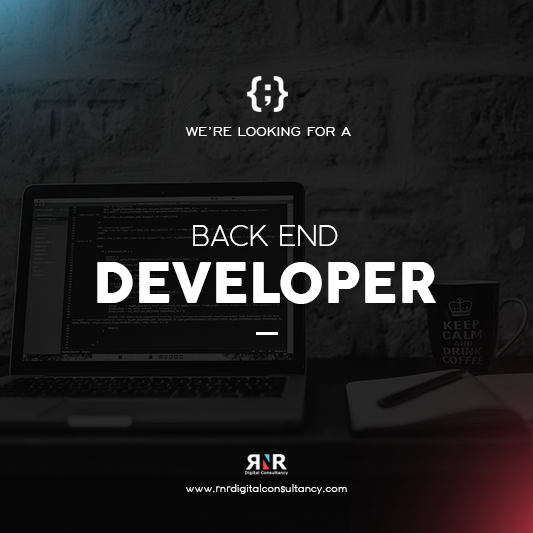 {;}
WE'RE LOOKING FOR A
BACK END
DEVELOPER
KEEP
CALM
AND
DRINK
COFFEE
RNR
Digital Consultancy
www.rnrdigitalconsultancy.com